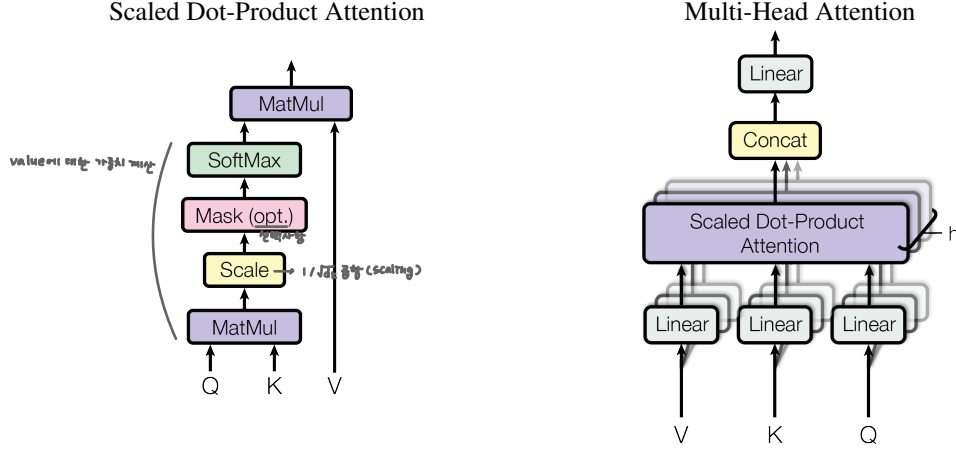 Scaled Dot-Product Attention
MatMul
SoftMax
value에 대한 가중치 계산
Mask (opt.)
선택사항
Scale
1/√dₖ 곱함 (scaling)
MatMul
Q K V
Multi-Head Attention
Linear
Concat
Scaled Dot-Product
Attention
h
Linear Linear Linear
V K Q